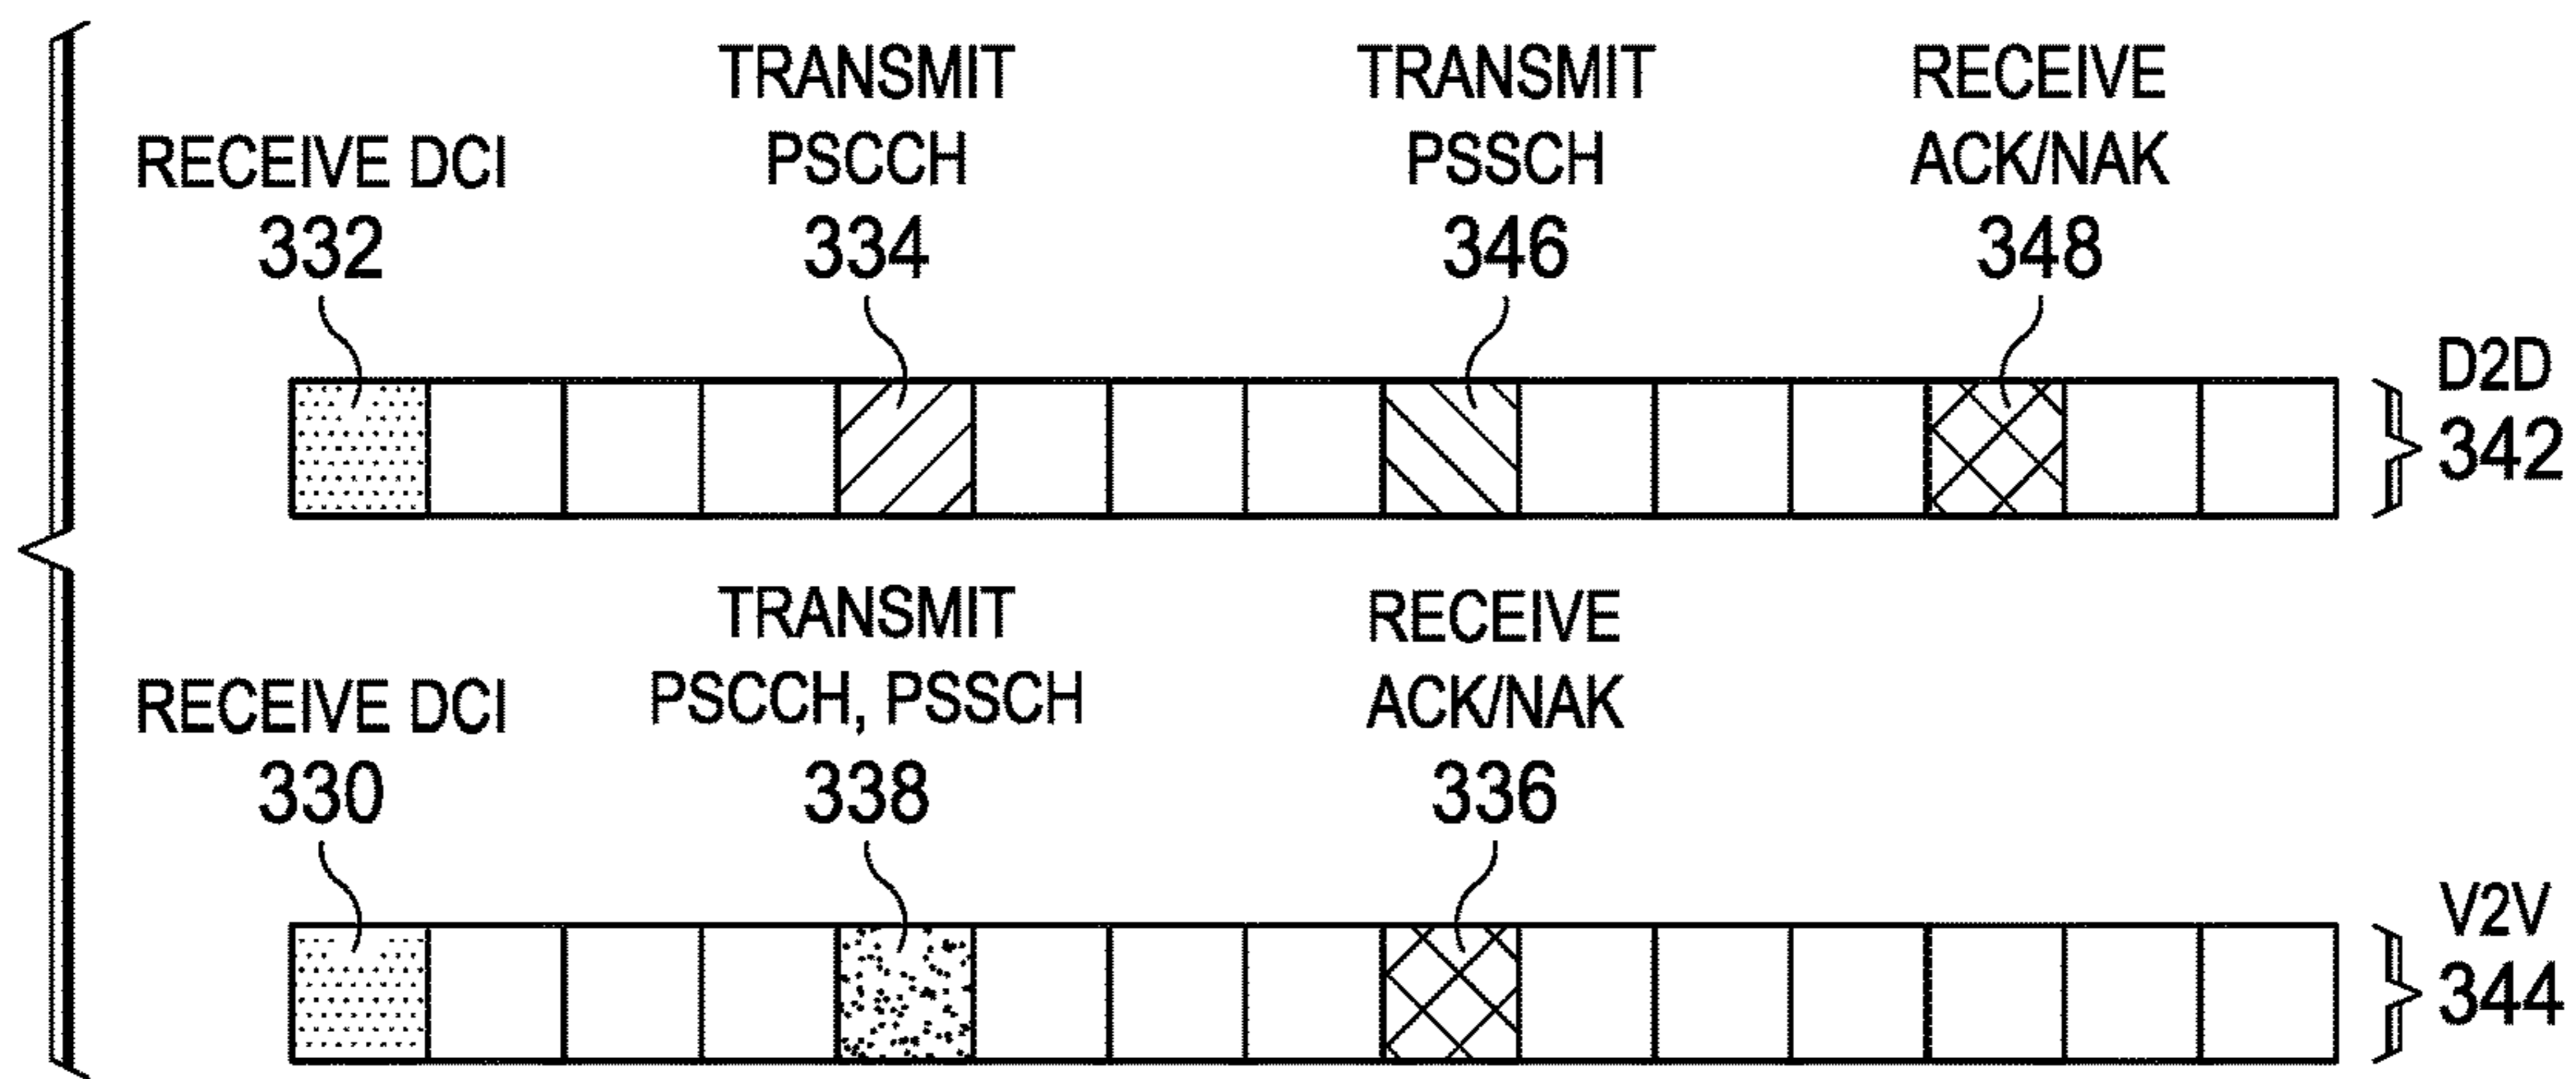 TRANSMIT
PSCCH
334
TRANSMIT
PSSCH
346
RECEIVE
ACK/NAK
348
RECEIVE DCI
332
D2D
342
TRANSMIT
PSCCH, PSSCH
338
RECEIVE
ACK/NAK
336
RECEIVE DCI
330
V2V
344